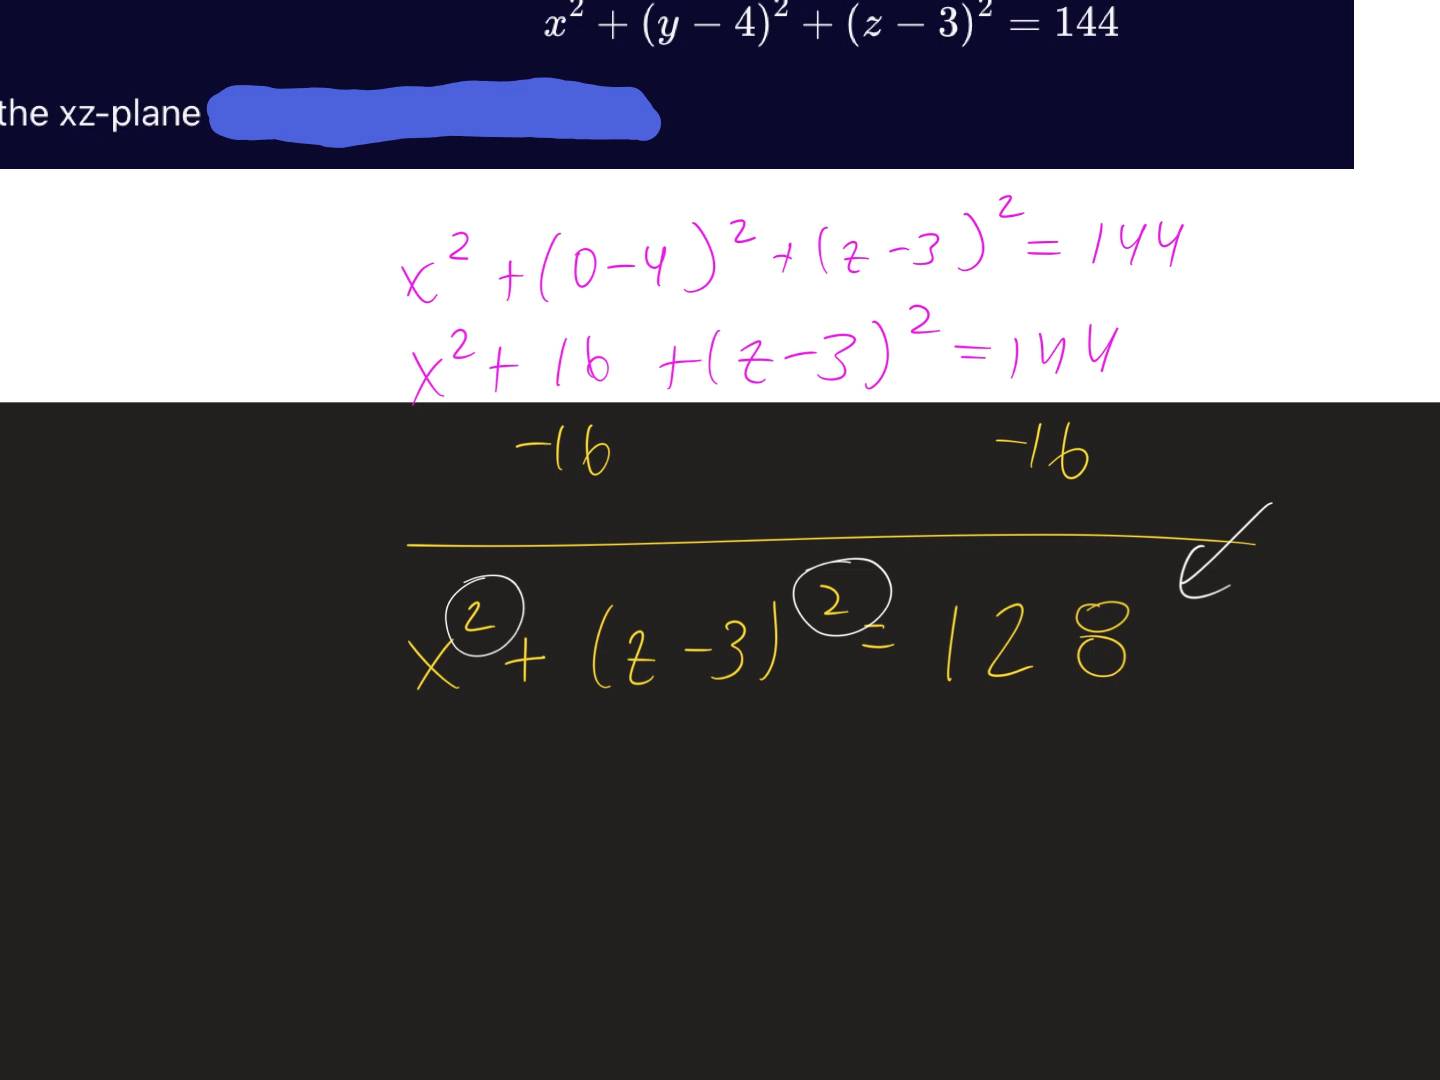 x² + (y − 4)² + (z − 3)² = 144
the xz-plane
x² + (0-4)² + (z-3)² = 144
x² + 16 + (z-3)² = 144
-16 -16
x² + (z-3)² = 128